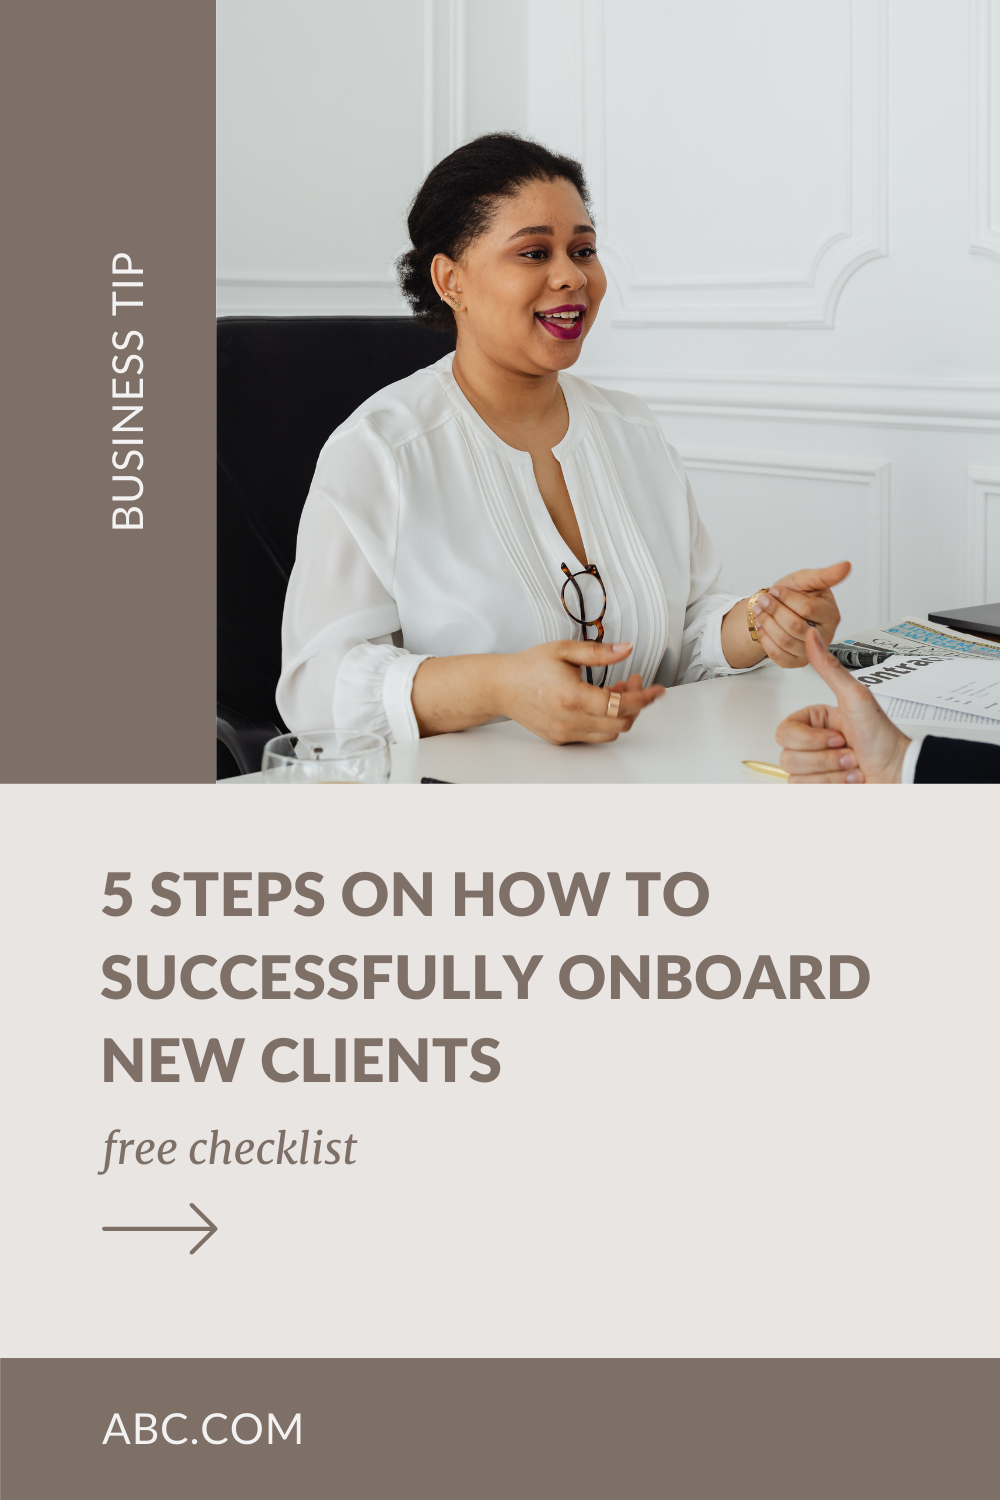 BUSINESS TIP
5 STEPS ON HOW TO
SUCCESSFULLY ONBOARD
NEW CLIENTS
free checklist
ABC.COM